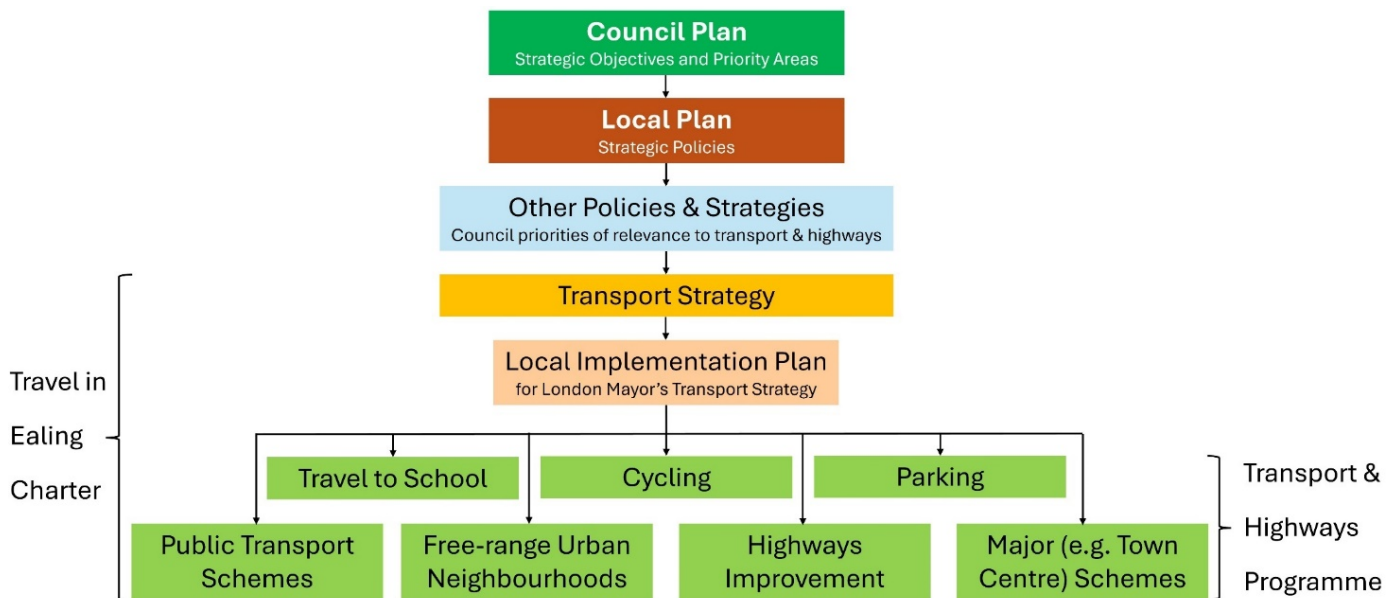 Council Plan
Strategic Objectives and Priority Areas
Local Plan
Strategic Policies
Other Policies & Strategies
Council priorities of relevance to transport & highways
Transport Strategy
Local Implementation Plan
for London Mayor's Transport Strategy
Travel in
Ealing
Charter
Travel to School
Cycling
Parking
Public Transport
Schemes
Free-range Urban
Neighbourhoods
Highways
Improvement
Major (e.g. Town
Centre) Schemes
Transport &
Highways
Programme